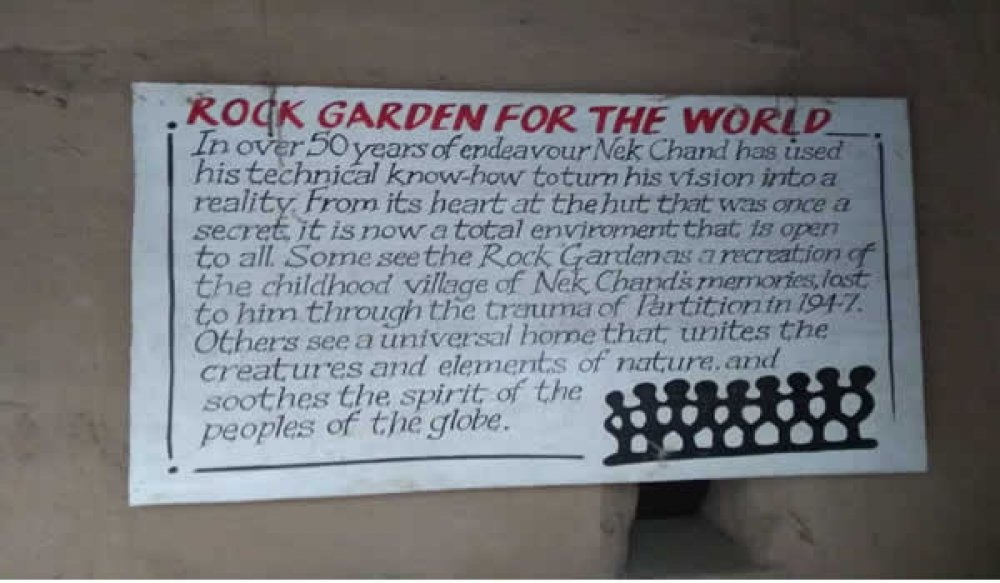 ROCK GARDEN FOR THE WORLD
In over 50 years of endeavour Nek Chand has used
his technical know-how to turn his vision into a
reality. From its heart at the hut that was once a
secret, it is now a total enviroment that is open
to all. Some see the Rock Garden as a recreation of
the childhood village of Nek Chand's memories, lost
to him through the trauma of Partition in 1947.
Others see a universal home that unites the
creatures and elements of nature. and
soothes the spirit of the
peoples of the globe.